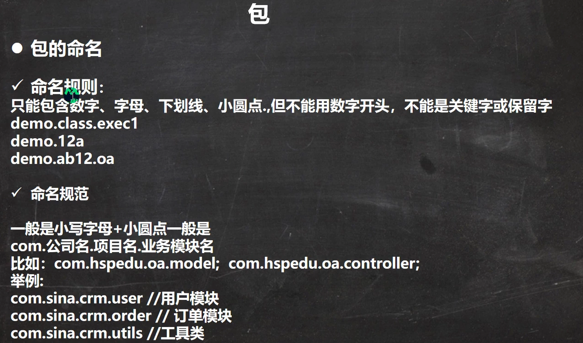 包
● 包的命名
✓ 命名规则：
只能包含数字、字母、下划线、小圆点.,但不能用数字开头，不能是关键字或保留字
demo.class.exec1
demo.12a
demo.ab12.oa
✓ 命名规范
一般是小写字母+小圆点一般是
com.公司名.项目名.业务模块名
比如：com.hspedu.oa.model; com.hspedu.oa.controller;
举例:
com.sina.crm.user //用户模块
com.sina.crm.order // 订单模块
com.sina.crm.utils //工具类